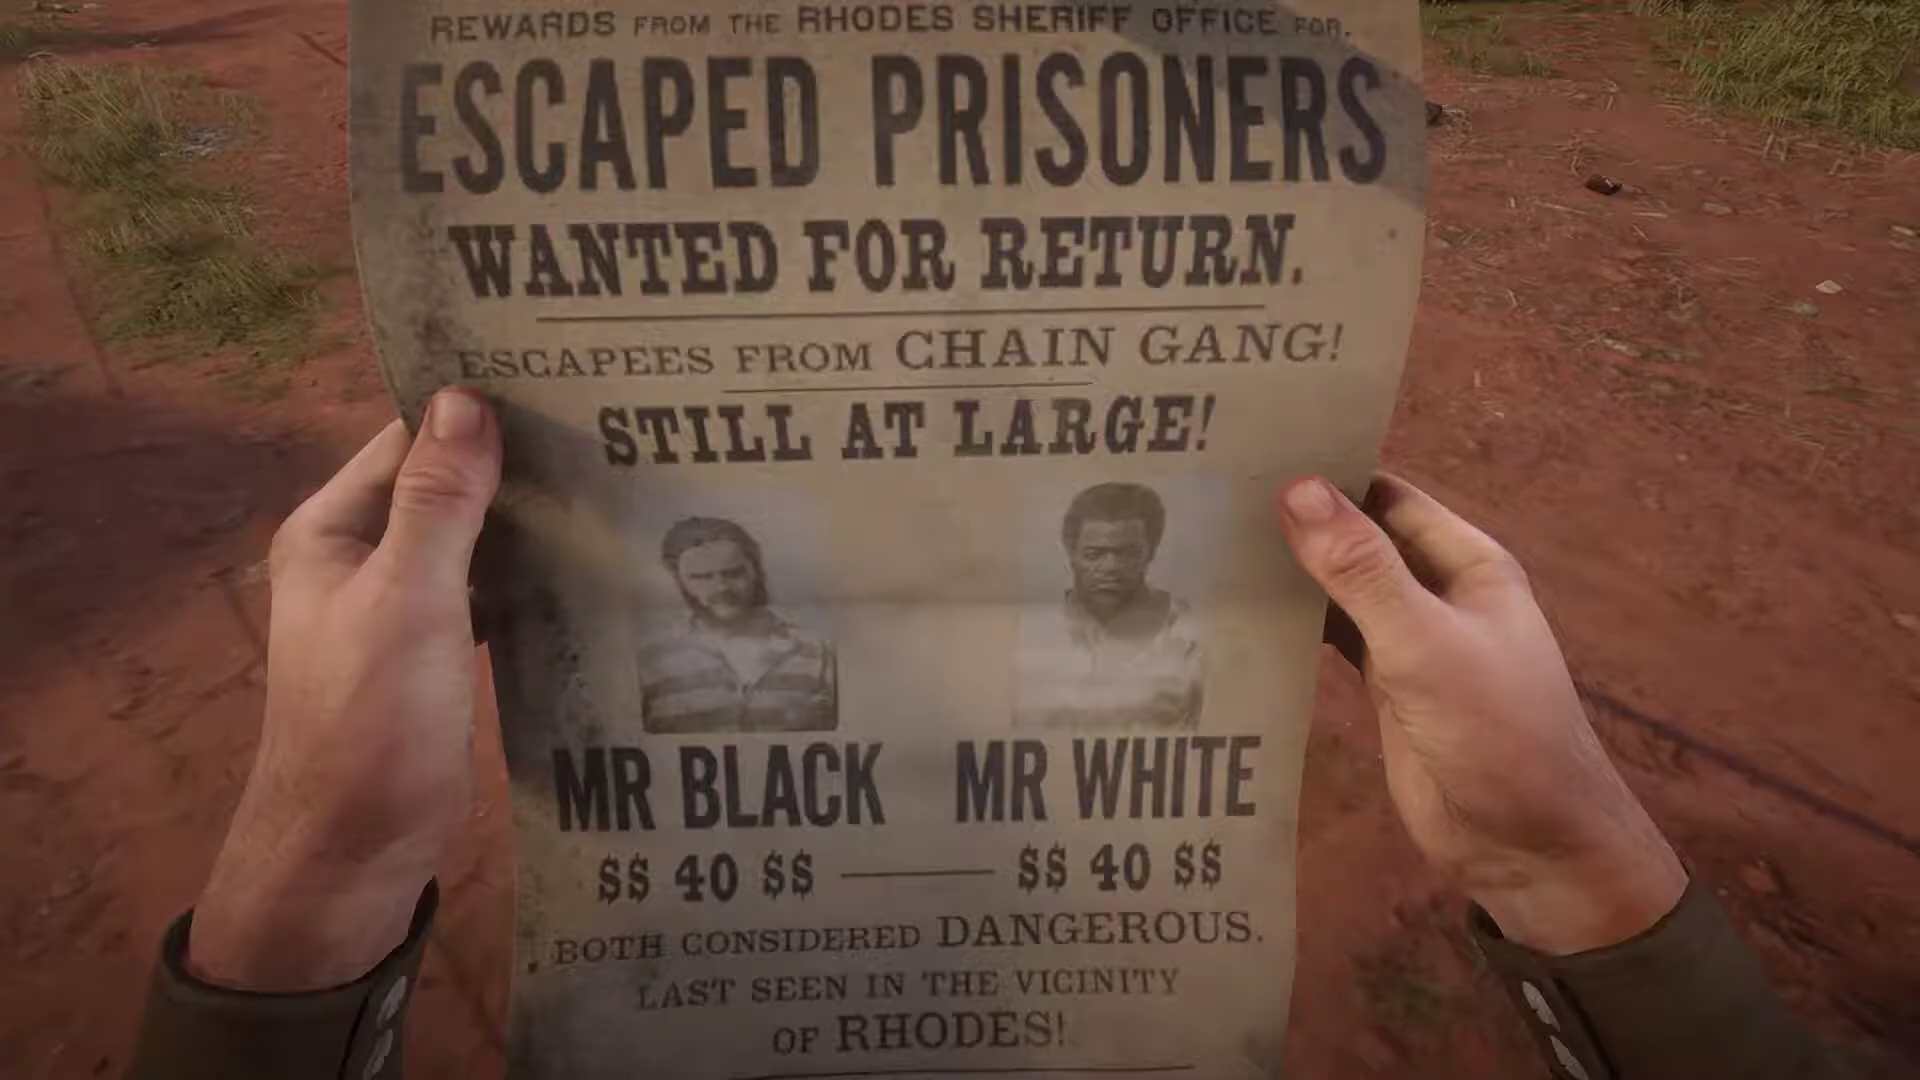 REWARDS FROM THE RHODES SHERIFF OFFICE FOR.
ESCAPED PRISONERS
WANTED FOR RETURN.
ESCAPEES FROM CHAIN GANG!
STILL AT LARGE!
MR BLACK MR WHITE
$$ 40 $$ $$ 40 $$
BOTH CONSIDERED DANGEROUS.
LAST SEEN IN THE VICINITY
OF RHODES!